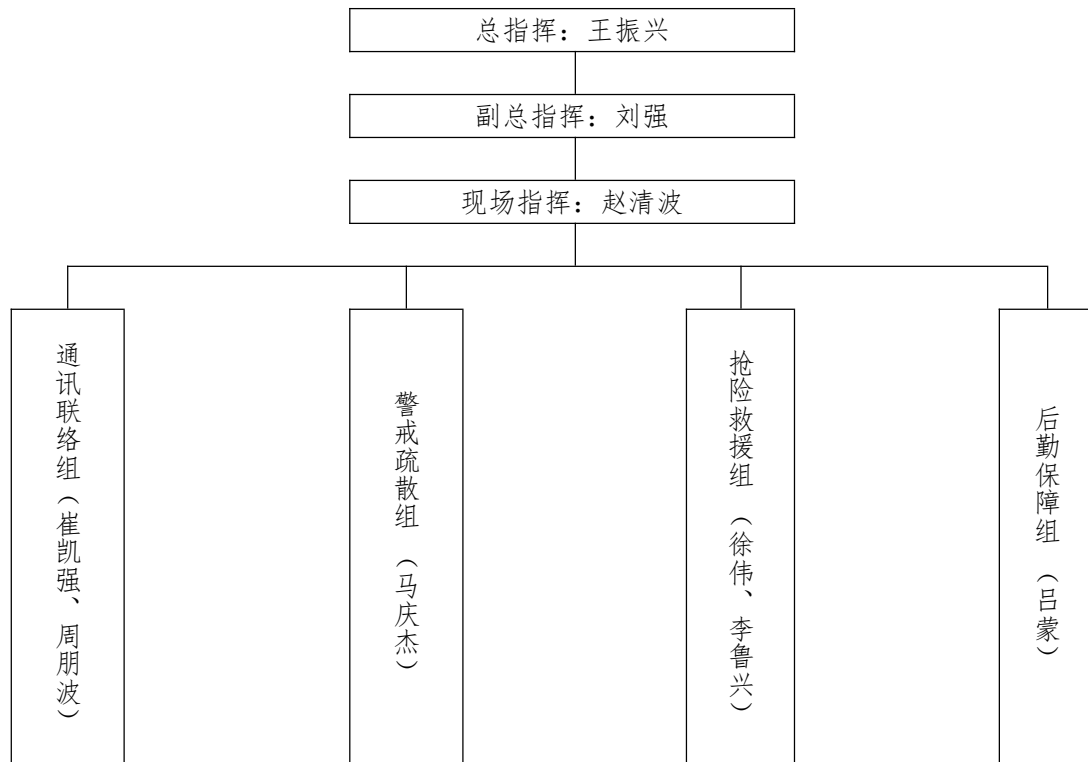 总指挥：王振兴
副总指挥：刘强
现场指挥：赵清波
通讯联络组（崔凯强、周朋波）
警戒疏散组（马庆杰）
抢险救援组（徐伟、李鲁兴）
后勤保障组（吕蒙）